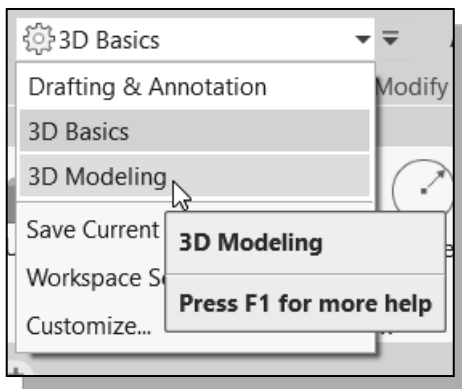 3D Basics
Modify
Drafting & Annotation
3D Basics
3D Modeling
Save Current
3D Modeling
Workspace
Press F1 for more help
Customize...